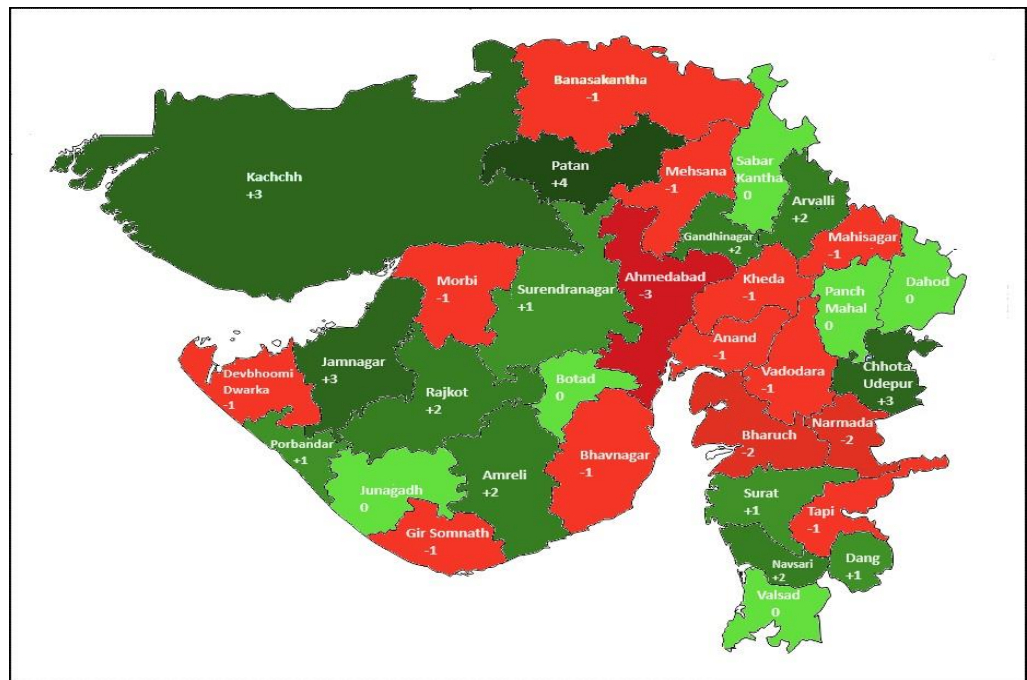 Banasakantha
-1
Kachchh
+3
Patan
+4
Mehsana
-1
Sabar
Kantha
0
Arvalli
+2
Gandhinagar
+2
Mahisagar
-1
Morbi
-1
Surendranagar
+1
Ahmedabad
-3
Kheda
-1
Panch
Mahal
0
Dahod
0
Anand
-1
Vadodara
-1
Chhota
Udepur
+3
Devbhoomi
Dwarka
-1
Jamnagar
+3
Rajkot
+2
Botad
0
Bharuch
-2
Narmada
-2
Porbandar
+1
Junagadh
0
Amreli
+2
Bhavnagar
-1
Gir Somnath
-1
Surat
+1
Tapi
-1
Navsari
+2
Dang
+1
Valsad
0